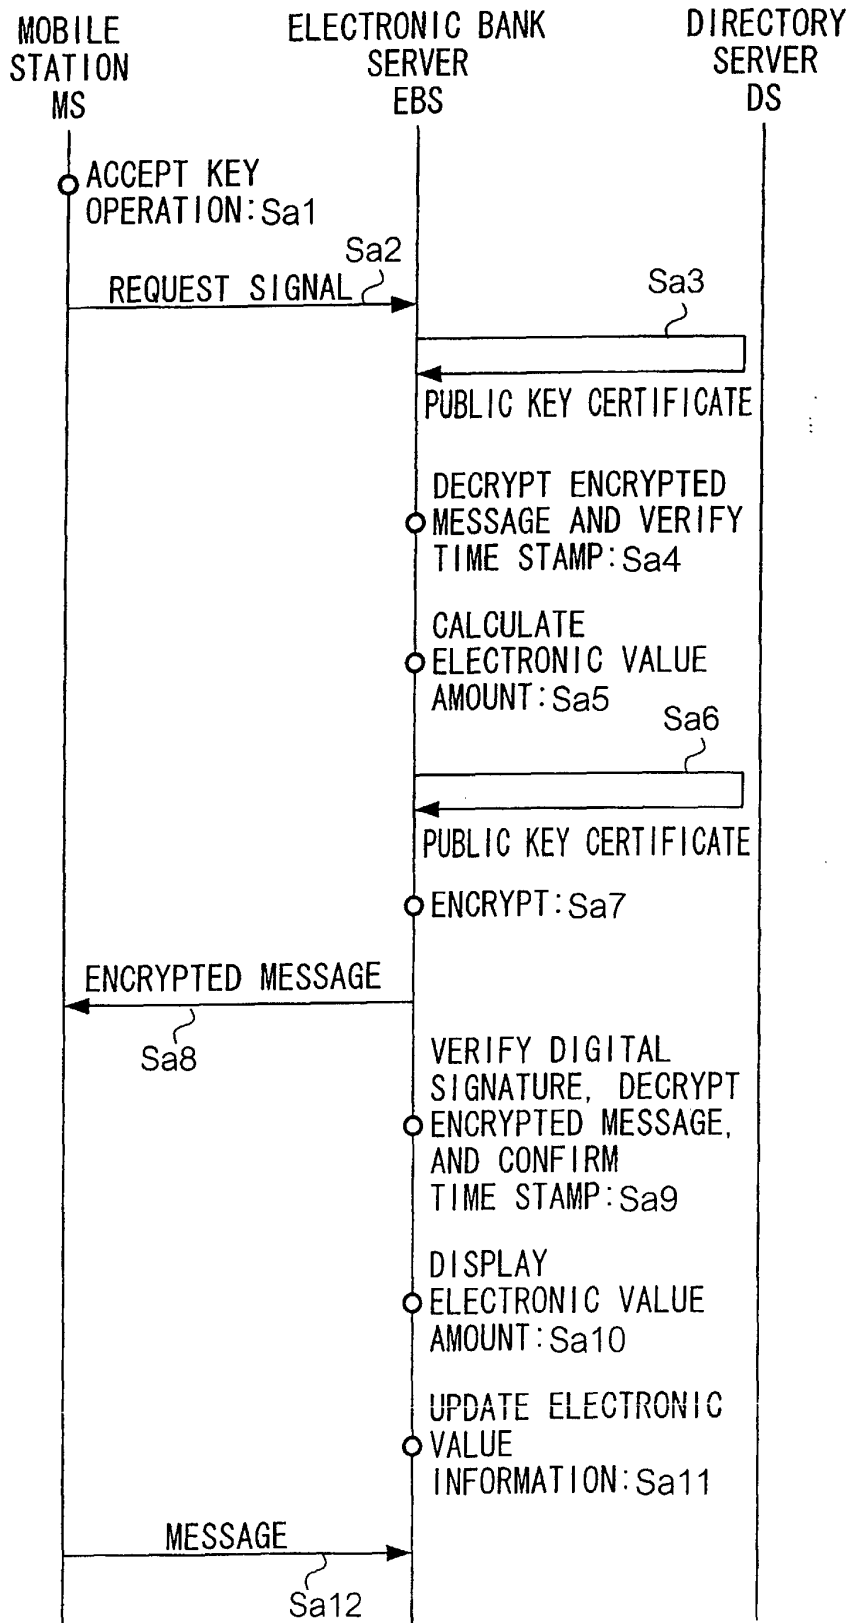 MOBILE
STATION
MS
ELECTRONIC BANK
SERVER
EBS
DIRECTORY
SERVER
DS
ACCEPT KEY
OPERATION:Sa1
Sa2
REQUEST SIGNAL
Sa3
PUBLIC KEY CERTIFICATE
DECRYPT ENCRYPTED
MESSAGE AND VERIFY
TIME STAMP:Sa4
CALCULATE
ELECTRONIC VALUE
AMOUNT:Sa5
Sa6
PUBLIC KEY CERTIFICATE
ENCRYPT:Sa7
ENCRYPTED MESSAGE
Sa8
VERIFY DIGITAL
SIGNATURE, DECRYPT
ENCRYPTED MESSAGE,
AND CONFIRM
TIME STAMP:Sa9
DISPLAY
ELECTRONIC VALUE
AMOUNT:Sa10
UPDATE ELECTRONIC
VALUE
INFORMATION:Sa11
MESSAGE
Sa12